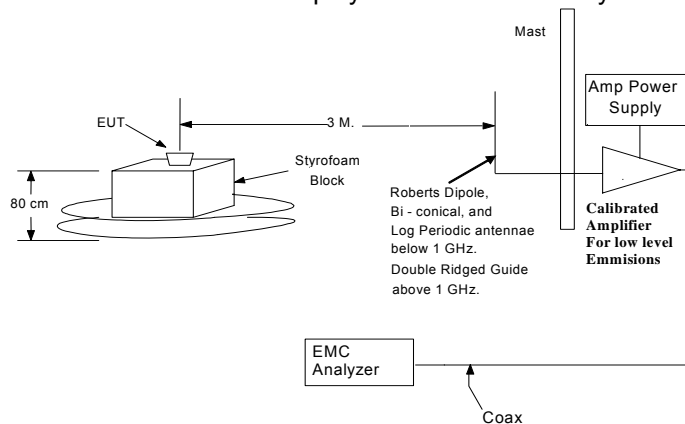 Mast
Amp Power
Supply
EUT
3 M.
Styrofoam
Block
80 cm
Roberts Dipole,
Bi - conical, and
Log Periodic antennae
below 1 GHz.
Double Ridged Guide
above 1 GHz.
Calibrated
Amplifier
For low level
Emmisions
EMC
Analyzer
Coax